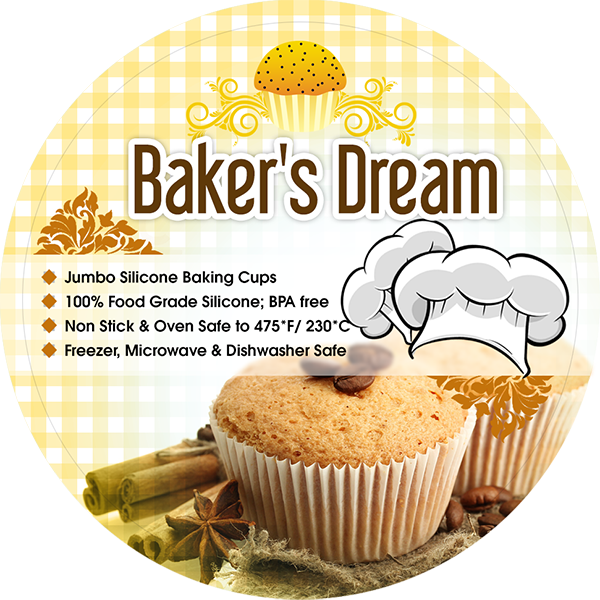 Baker's Dream
Jumbo Silicone Baking Cups
100% Food Grade Silicone; BPA free
Non Stick & Oven Safe to 475*F/ 230*C
Freezer, Microwave & Dishwasher Safe